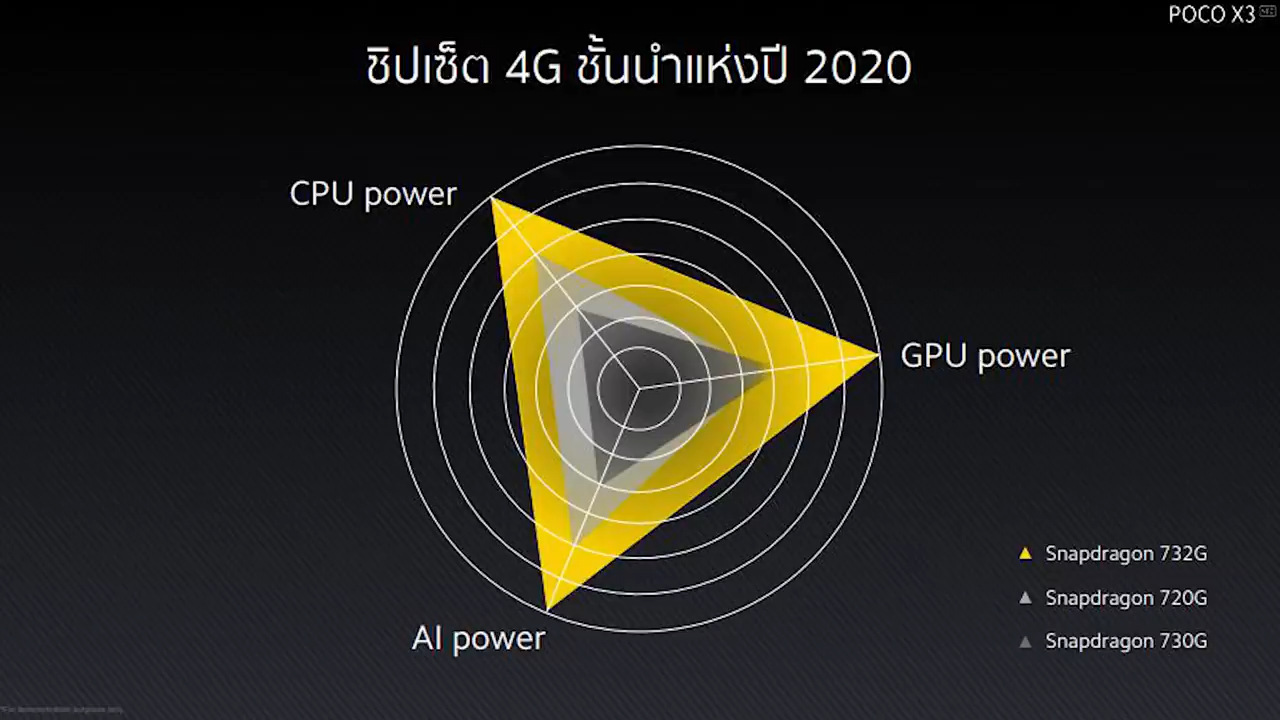 POCO X3 NFC
ชิปเซ็ต 4G ชั้นนำแห่งปี 2020
CPU power
GPU power
AI power
Snapdragon 732G
Snapdragon 720G
Snapdragon 730G